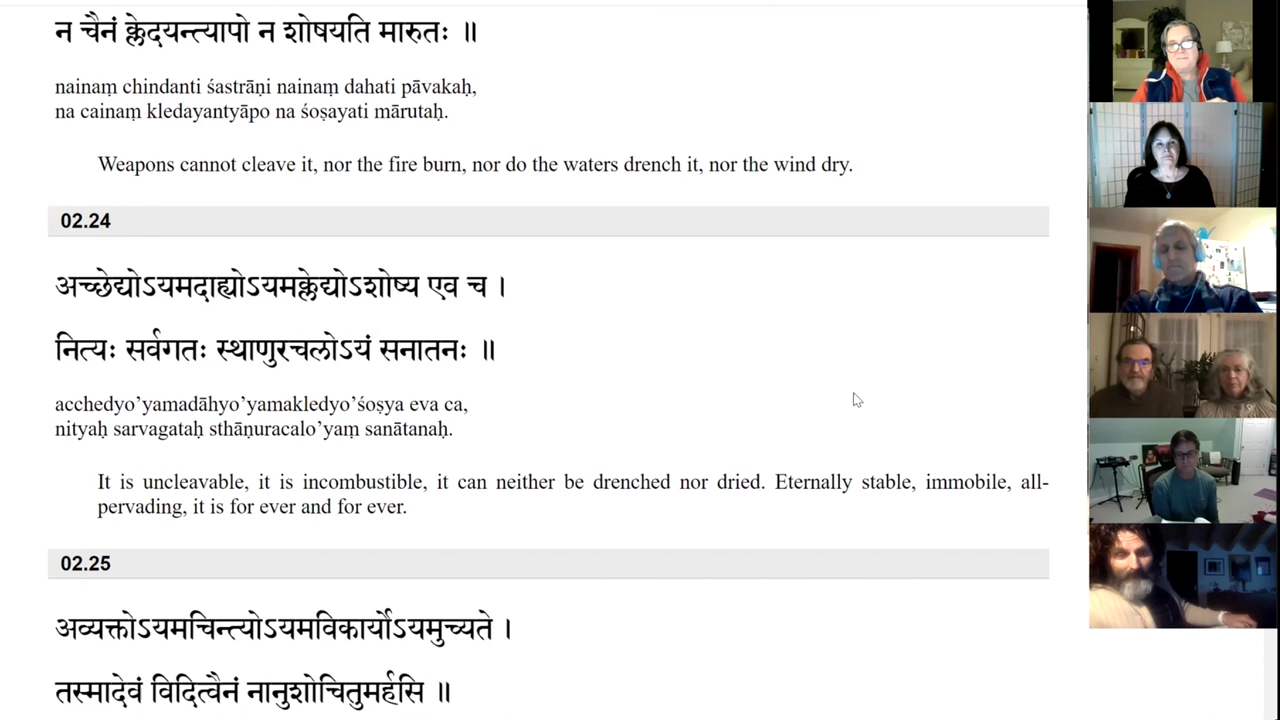 न चैनं क्लेदयन्त्यापो न शोषयति मारुतः ॥
nainaṃ chindanti śastrāṇi nainaṃ dahati pāvakaḥ,
na cainaṃ kledayantyāpo na śoṣayati mārutaḥ.
Weapons cannot cleave it, nor the fire burn, nor do the waters drench it, nor the wind dry.
02.24
अच्छेद्योऽयमदाह्योऽयमक्लेद्योऽशोष्य एव च ।
नित्यः सर्वगतः स्थाणुरचलोऽयं सनातनः ॥
acchedyo’yamadāhyo’yamakledyo’śoṣya eva ca,
nityaḥ sarvagataḥ sthāṇuracalo’yaṃ sanātanaḥ.
It is uncleavable, it is incombustible, it can neither be drenched nor dried. Eternally stable, immobile, all-
pervading, it is for ever and for ever.
02.25
अव्यक्तोऽयमचिन्त्योऽयमविकार्योऽयमुच्यते ।
तस्मादेवं विदित्वैनं नानुशोचितुमर्हसि ॥